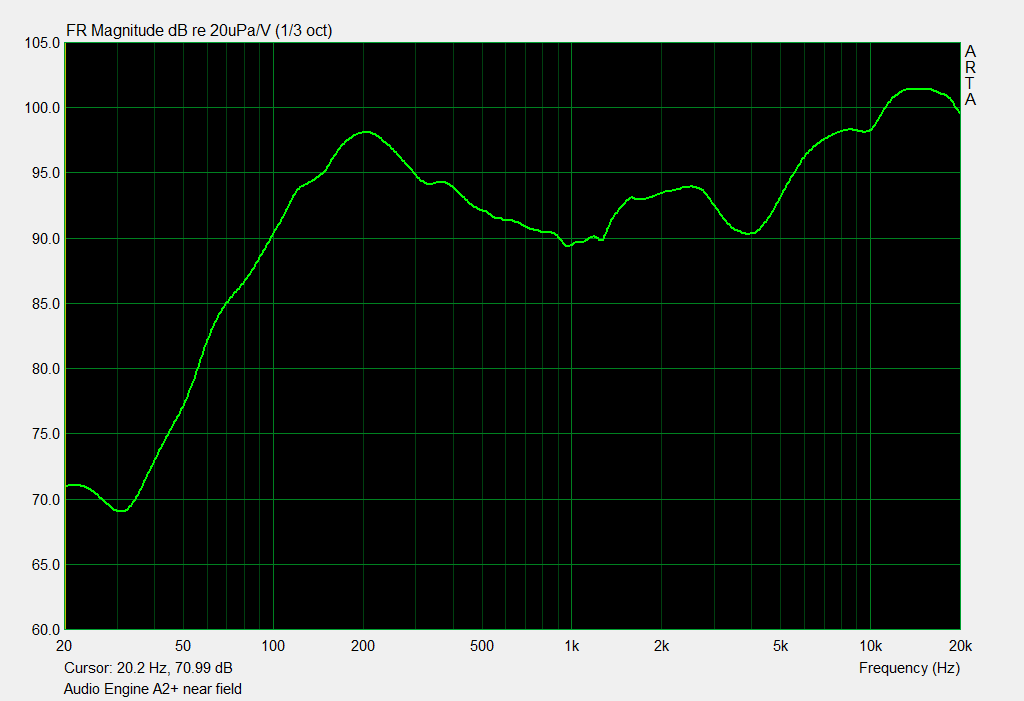 FR Magnitude dB re 20uPa/V (1/3 oct)
105.0
100.0
95.0
90.0
85.0
80.0
75.0
70.0
65.0
60.0
A
R
T
A
20 50 100 200 500 1k 2k 5k 10k 20k
Cursor: 20.2 Hz, 70.99 dB Frequency (Hz)
Audio Engine A2+ near field